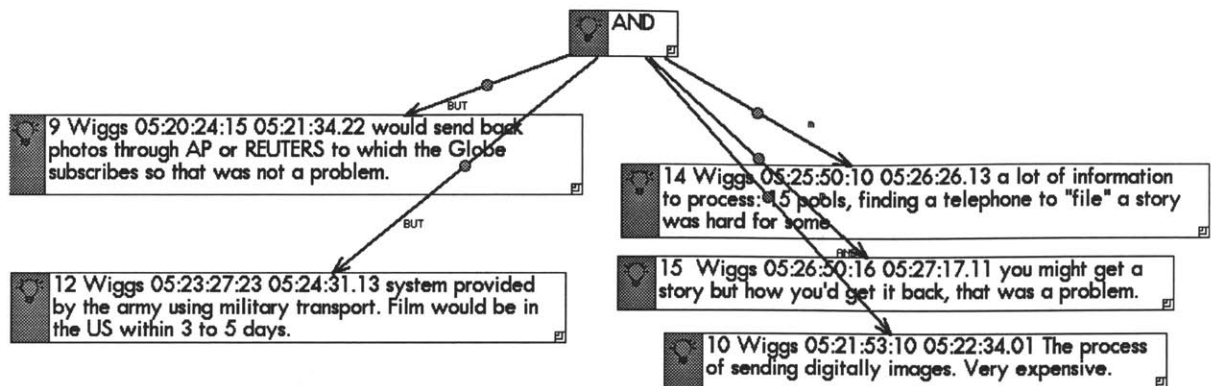 AND
BUT
9 Wiggs 05:20:24:15 05:21:34.22 would send back
photos through AP or REUTERS to which the Globe
subscribes so that was not a problem.
14 Wiggs 05:25:50:10 05:26:26.13 a lot of information
to process: 15 pools, finding a telephone to "file" a story
was hard for some
BUT
AND
12 Wiggs 05:23:27:23 05:24:31.13 system provided
by the army using military transport. Film would be in
the US within 3 to 5 days.
15 Wiggs 05:26:50:16 05:27:17.11 you might get a
story but how you'd get it back, that was a problem.
10 Wiggs 05:21:53:10 05:22:34.01 The process
of sending digitally images. Very expensive.